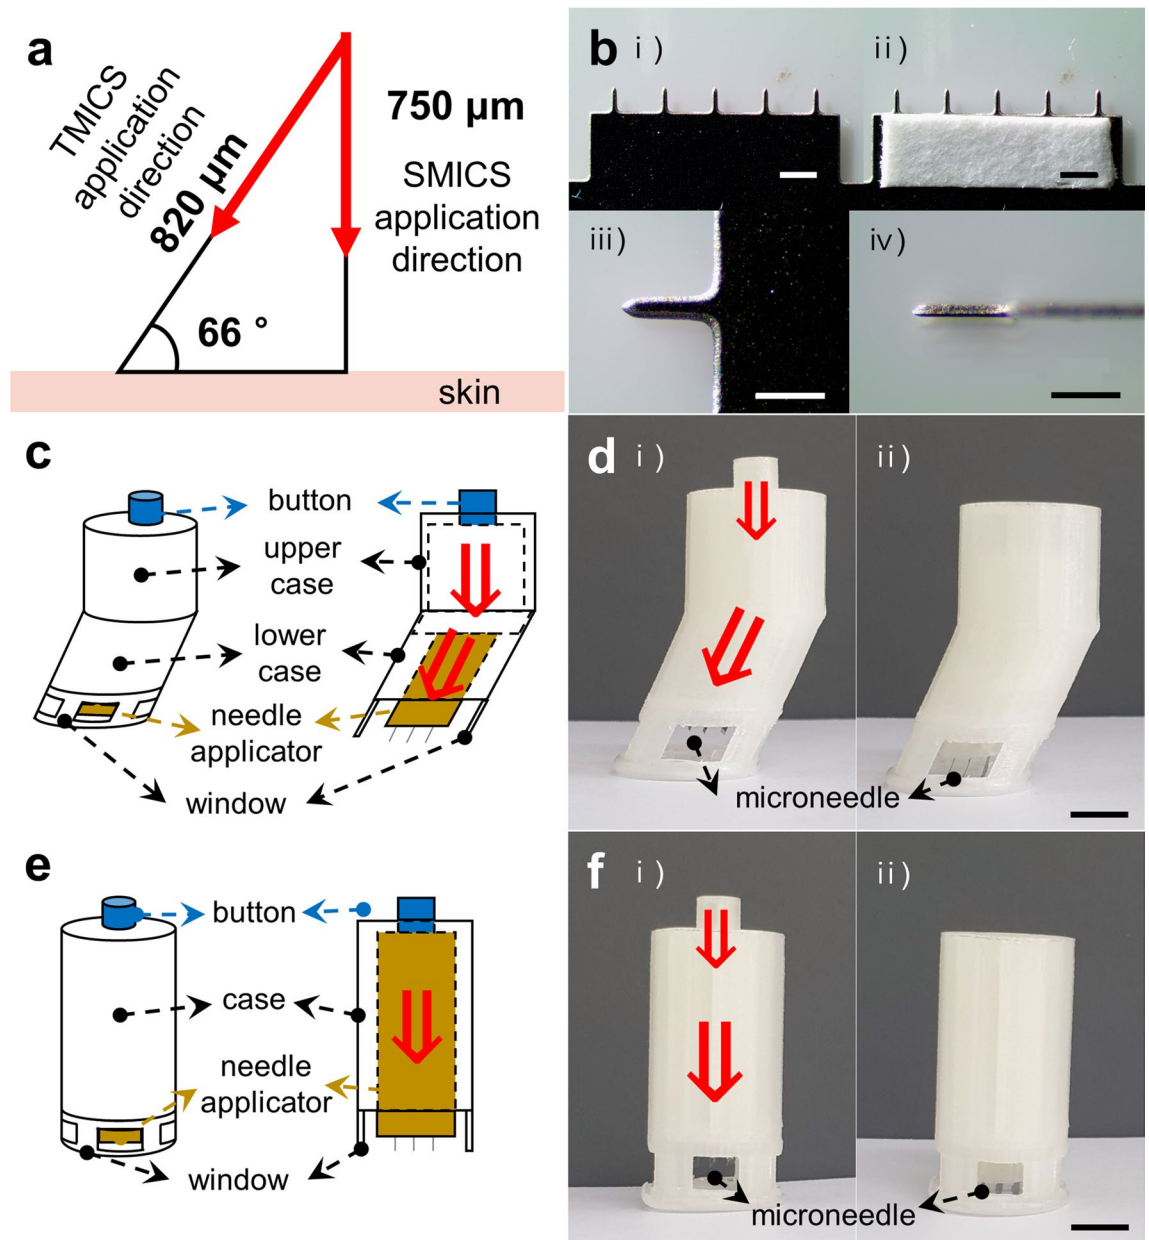 a
TMICS
application
direction
820 µm
750 µm
SMICS
application
direction
66 °
skin
b
i)
ii)
iii)
iv)
c
button
upper
case
lower
case
needle
applicator
window
d
i)
ii)
microneedle
e
button
case
needle
applicator
window
f
i)
ii)
microneedle